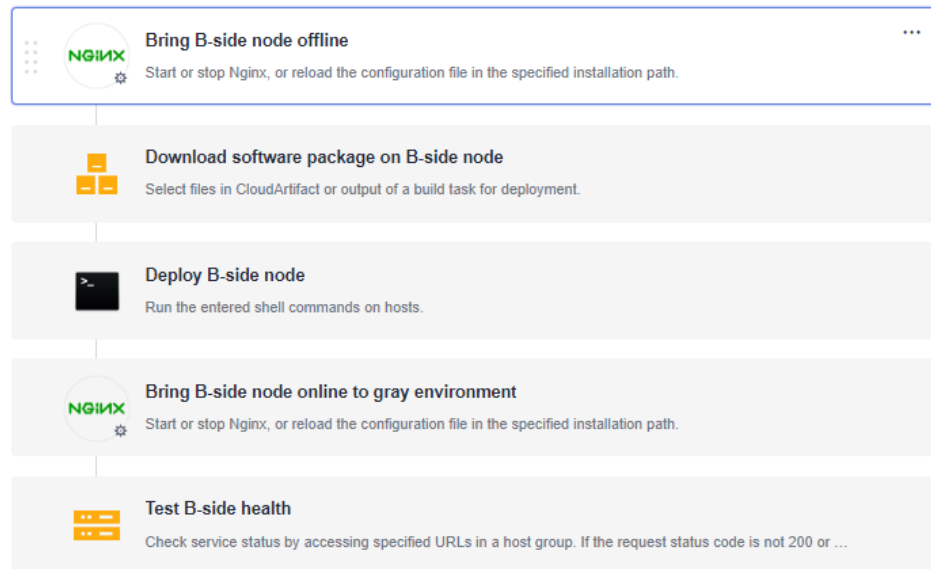 Bring B-side node offline
...
NGINX
Start or stop Nginx, or reload the configuration file in the specified installation path.
Download software package on B-side node
Select files in CloudArtifact or output of a build task for deployment.
Deploy B-side node
>_
Run the entered shell commands on hosts.
Bring B-side node online to gray environment
NGINX
Start or stop Nginx, or reload the configuration file in the specified installation path.
Test B-side health
Check service status by accessing specified URLs in a host group. If the request status code is not 200 or ...